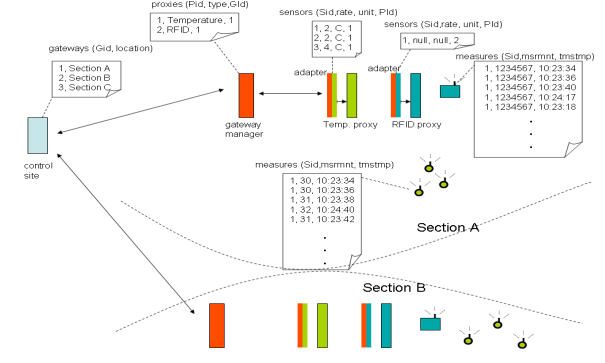 proxies (Pid, type,GId)
1, Temperature, 1
2, RFID, 1
sensors (Sid,rate, unit, PId)
1, 2, C, 1
2, 2, C, 1
3, 4, C, 1
sensors (Sid,rate, unit, PId)
1, null, null, 2
gateways (Gid, location)
1, Section A
2, Section B
3, Section C
measures (Sid,msrmnt, tmstmp)
1, 1234567, 10:23:34
1, 1234567, 10:23:36
1, 1234567, 10:23:40
1, 1234567, 10:24:17
1, 1234567, 10:23:18
adapter
adapter
gateway
manager
Temp. proxy
RFID proxy
control
site
measures (Sid,msrmnt, tmstmp)
1, 30, 10:23:34
1, 30, 10:23:36
1, 31, 10:23:38
1, 32, 10:24:40
1, 31, 10:23:42
Section A
Section B